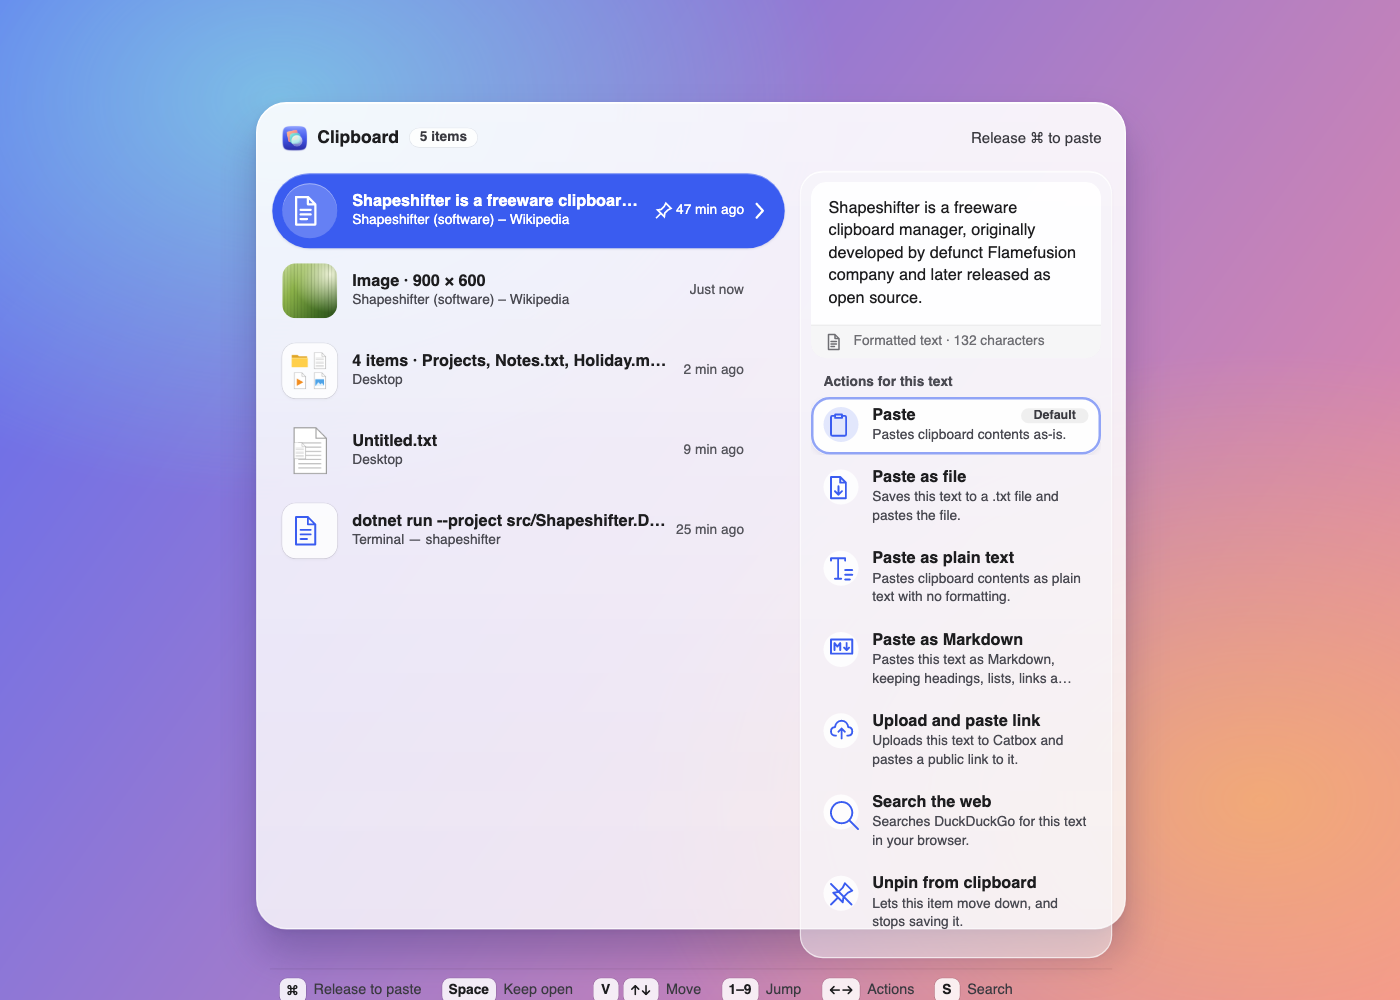 Clipboard 5 items
Release ⌘ to paste
Shapeshifter is a freeware clipboar…
Shapeshifter (software) – Wikipedia
47 min ago
Image · 900 × 600
Shapeshifter (software) – Wikipedia
Just now
4 items · Projects, Notes.txt, Holiday.m…
Desktop
2 min ago
Untitled.txt
Desktop
9 min ago
dotnet run --project src/Shapeshifter.D…
Terminal — shapeshifter
25 min ago
Shapeshifter is a freeware
clipboard manager, originally
developed by defunct Flamefusion
company and later released as
open source.
Formatted text · 132 characters
Actions for this text
Paste Default
Pastes clipboard contents as-is.
Paste as file
Saves this text to a .txt file and
pastes the file.
Paste as plain text
Pastes clipboard contents as plain
text with no formatting.
M Paste as Markdown
Pastes this text as Markdown,
keeping headings, lists, links a…
Upload and paste link
Uploads this text to Catbox and
pastes a public link to it.
Search the web
Searches DuckDuckGo for this text
in your browser.
Unpin from clipboard
Lets this item move down, and
stops saving it.
⌘ Release to paste Space Keep open V ↑↓ Move 1–9 Jump ←→ Actions S Search